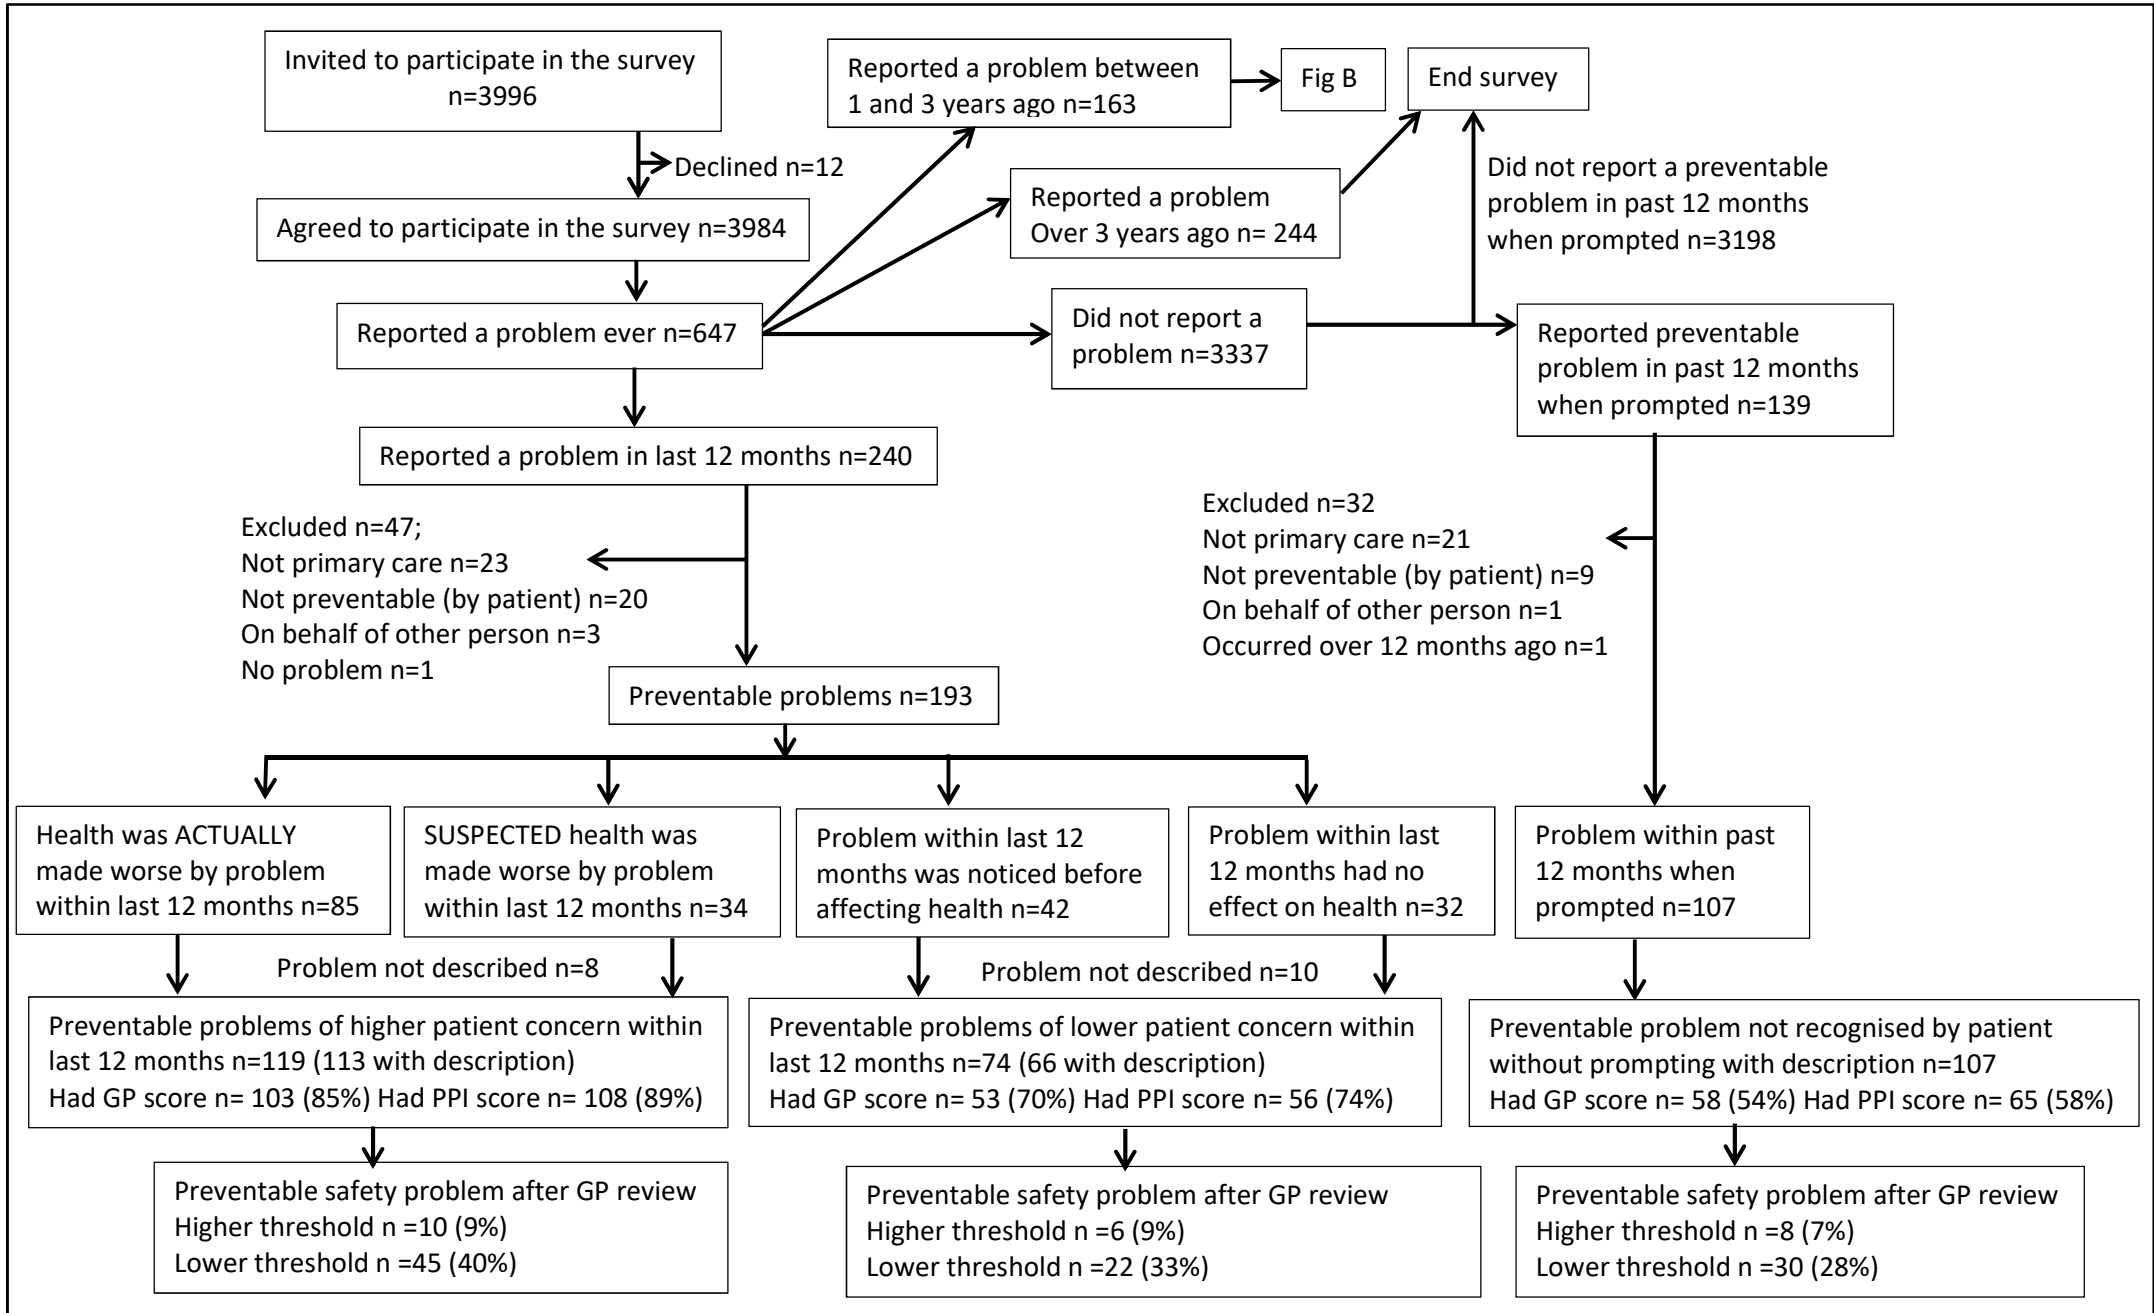 Invited to participate in the survey
n=3996
Declined n=12
Agreed to participate in the survey n=3984
Reported a problem ever n=647
Reported a problem between
1 and 3 years ago n=163
Fig B
End survey
Reported a problem
Over 3 years ago n= 244
Did not report a preventable
problem in past 12 months
when prompted n=3198
Did not report a
problem n=3337
Reported preventable
problem in past 12 months
when prompted n=139
Reported a problem in last 12 months n=240
Excluded n=47;
Not primary care n=23
Not preventable (by patient) n=20
On behalf of other person n=3
No problem n=1
Excluded n=32
Not primary care n=21
Not preventable (by patient) n=9
On behalf of other person n=1
Occurred over 12 months ago n=1
Preventable problems n=193
Health was ACTUALLY
made worse by problem
within last 12 months n=85
SUSPECTED health was
made worse by problem
within last 12 months n=34
Problem within last 12
months was noticed before
affecting health n=42
Problem within last
12 months had no
effect on health n=32
Problem within past
12 months when
prompted n=107
Problem not described n=8
Problem not described n=10
Preventable problems of higher patient concern within
last 12 months n=119 (113 with description)
Had GP score n= 103 (85%) Had PPI score n= 108 (89%)
Preventable problems of lower patient concern within
last 12 months n=74 (66 with description)
Had GP score n= 53 (70%) Had PPI score n= 56 (74%)
Preventable problem not recognised by patient
without prompting with description n=107
Had GP score n= 58 (54%) Had PPI score n= 65 (58%)
Preventable safety problem after GP review
Higher threshold n =10 (9%)
Lower threshold n =45 (40%)
Preventable safety problem after GP review
Higher threshold n =6 (9%)
Lower threshold n =22 (33%)
Preventable safety problem after GP review
Higher threshold n =8 (7%)
Lower threshold n =30 (28%)